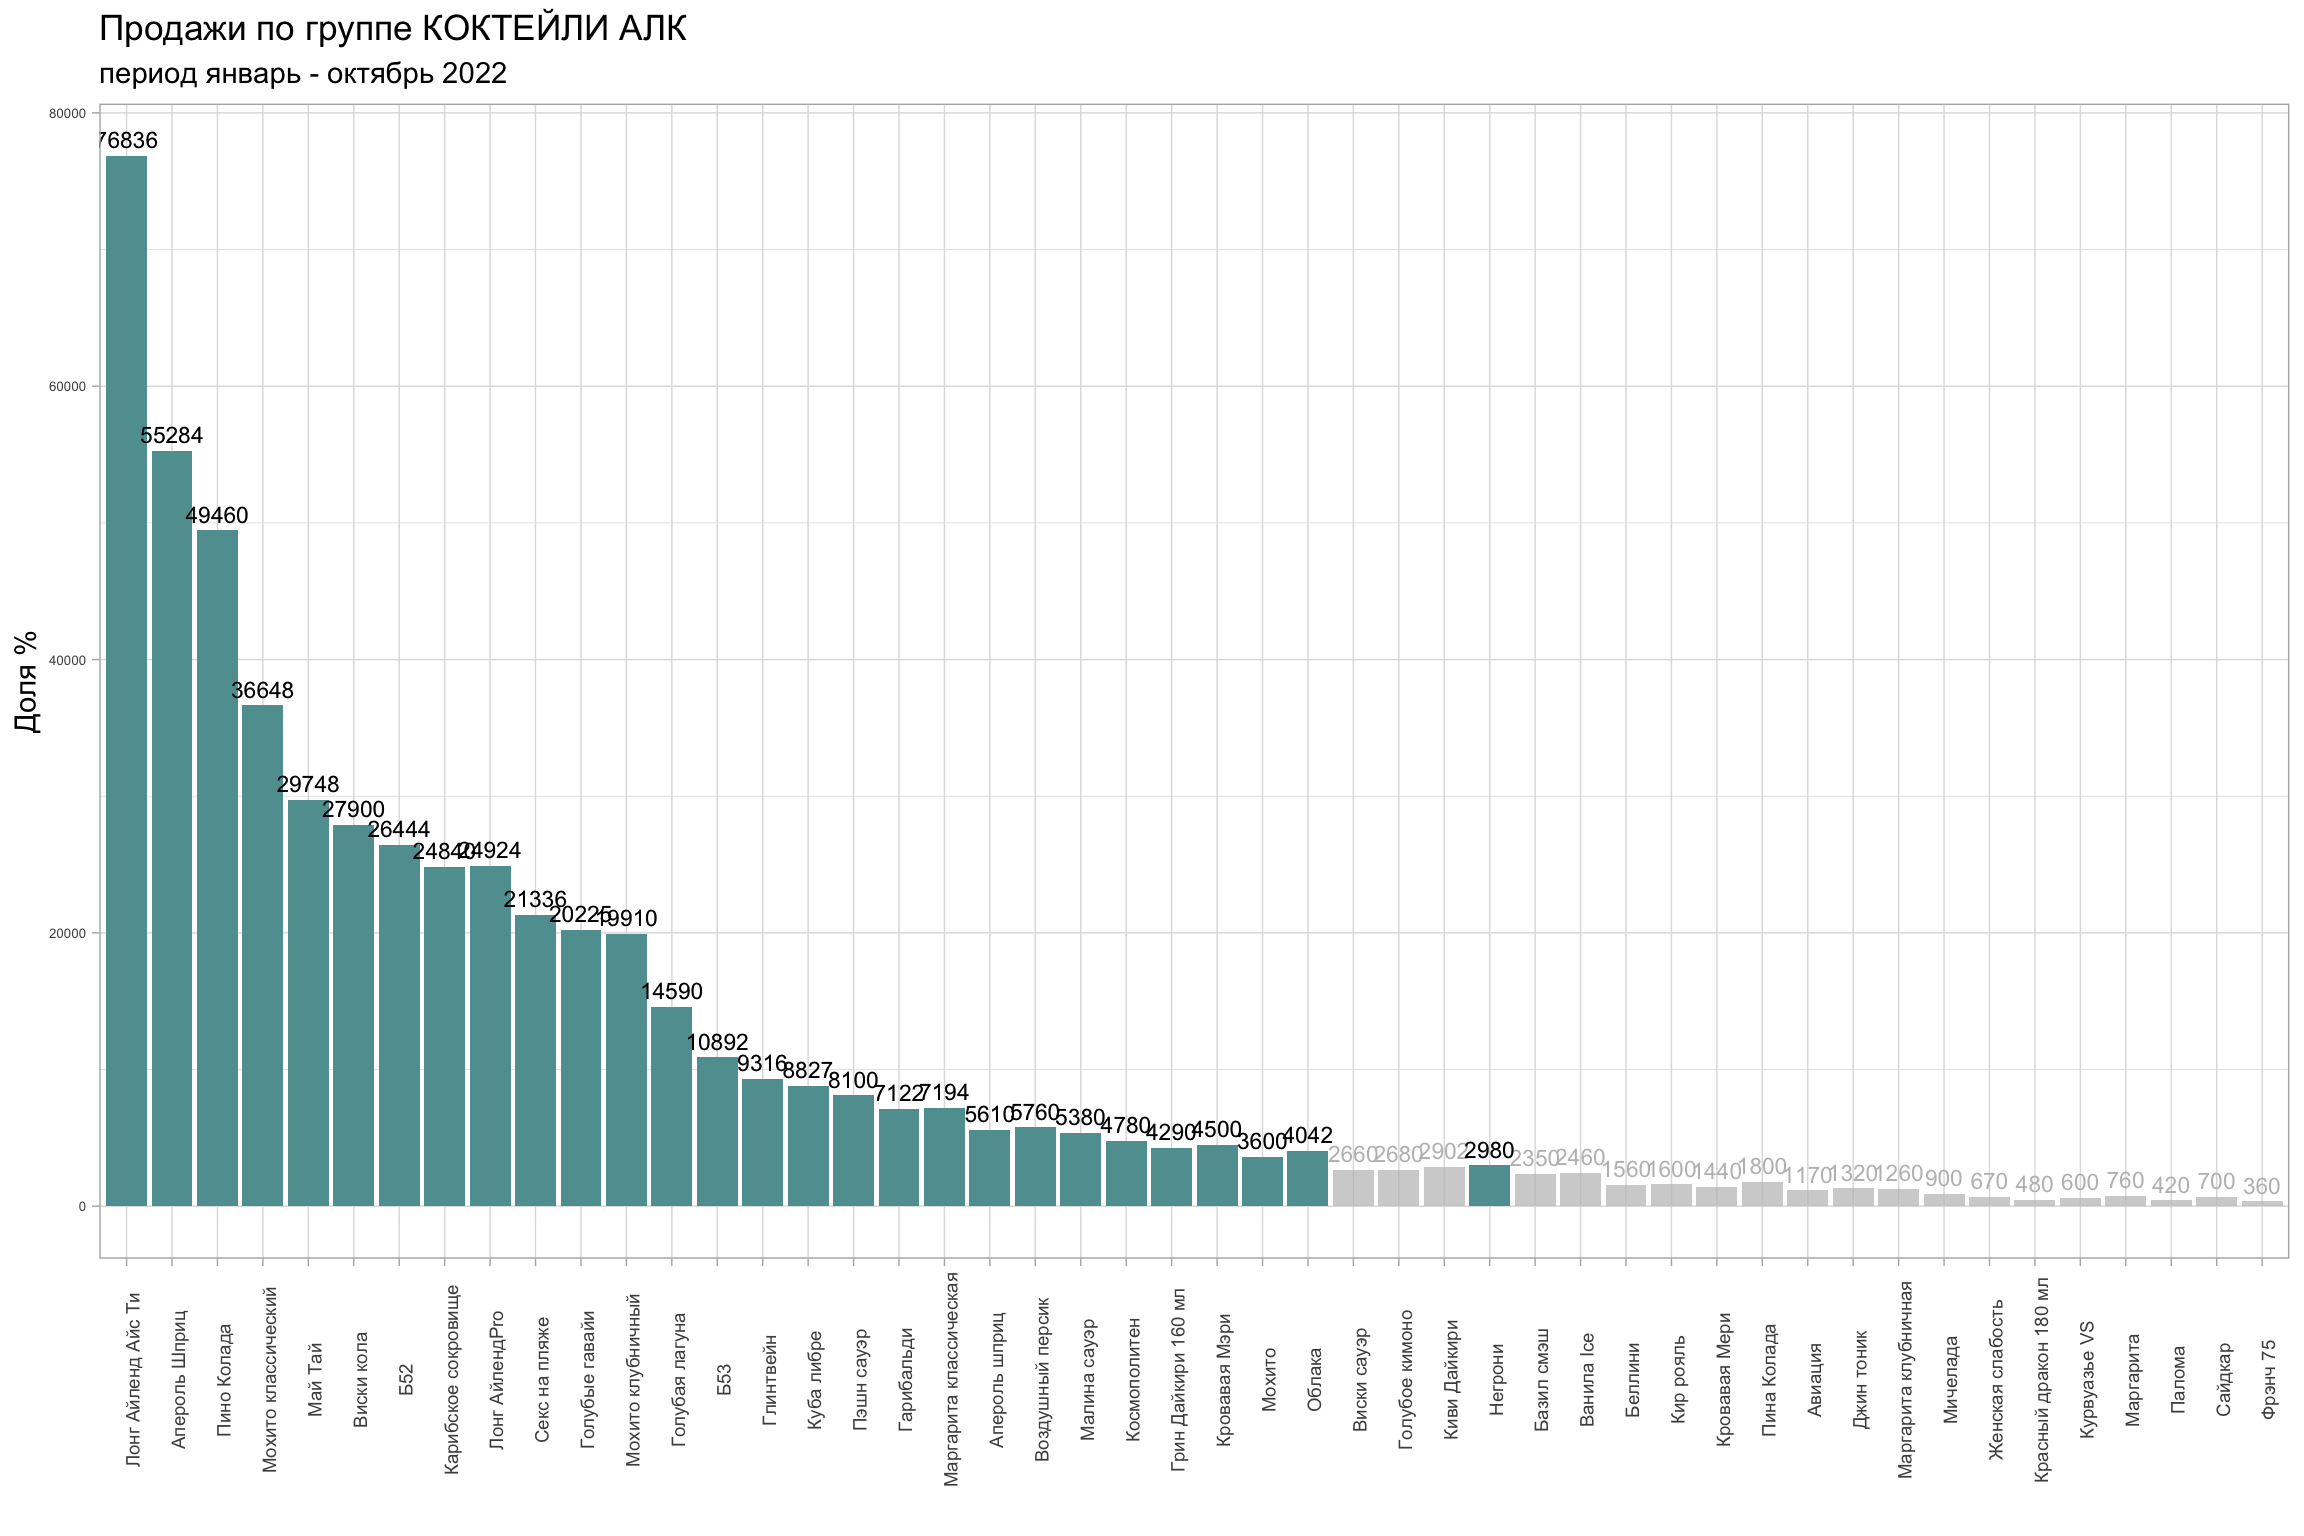 Продажи по группе КОКТЕЙЛИ АЛК
период январь - октябрь 2022
Доля %
80000
60000
40000
20000
0
76836
55284
49460
36648
29748
27900
26444
24840
24924
21336
20225
19910
14590
10892
9316
8827
8100
7122
7194
5610
5760
5380
4780
4290
4500
3600
4042
2660
2680
2902
2980
2350
2460
1560
1600
1440
1800
1170
1320
1260
900
670
480
600
760
420
700
360
Лонг Айленд Айс Ти
Апероль Шприц
Пино Колада
Мохито классический
Май Тай
Виски кола
Б52
Карибское сокровище
Лонг АйлендPro
Секс на пляже
Голубые гавайи
Мохито клубничный
Голубая лагуна
Б53
Глинтвейн
Куба либре
Пэшн сауэр
Гарибальди
Маргарита классическая
Апероль шприц
Воздушный персик
Малина сауэр
Космополитен
Грин Дайкири 160 мл
Кровавая Мэри
Мохито
Облака
Виски сауэр
Голубое кимоно
Киви Дайкири
Негрони
Базил смэш
Ванила Ice
Беллини
Кир рояль
Кровавая Мери
Пина Колада
Авиация
Джин тоник
Маргарита клубничная
Мичелада
Женская слабость
Красный дракон 180 мл
Курвуазье VS
Маргарита
Палома
Сайдкар
Фрэнч 75